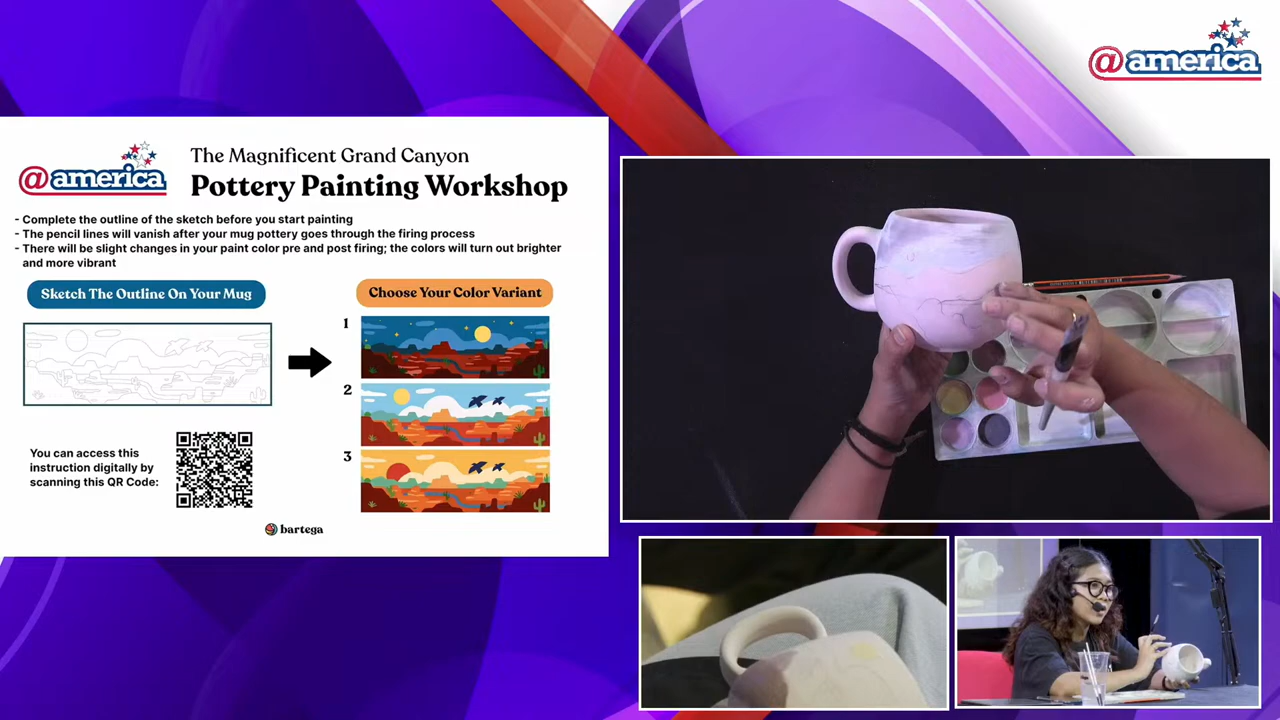 @america
@america
The Magnificent Grand Canyon
Pottery Painting Workshop
- Complete the outline of the sketch before you start painting
- The pencil lines will vanish after your mug pottery goes through the firing process
- There will be slight changes in your paint color pre and post firing; the colors will turn out brighter
and more vibrant
Sketch The Outline On Your Mug
Choose Your Color Variant
1
2
3
You can access this
instruction digitally by
scanning this QR Code:
bartega